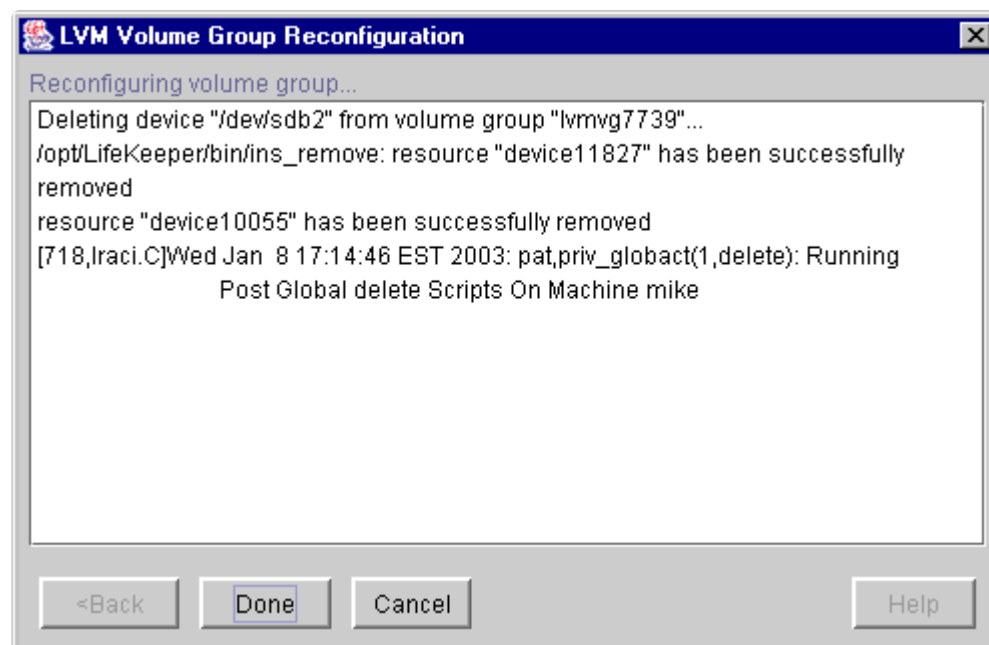 LVM Volume Group Reconfiguration
Reconfiguring volume group...
Deleting device "/dev/sdb2" from volume group "lvmvg7739"...
/opt/LifeKeeper/bin/ins_remove: resource "device11827" has been successfully
removed
resource "device10055" has been successfully removed
[718,lraci.C]Wed Jan  8 17:14:46 EST 2003: pat,priv_globact(1,delete): Running
Post Global delete Scripts On Machine mike
<Back Done Cancel Help